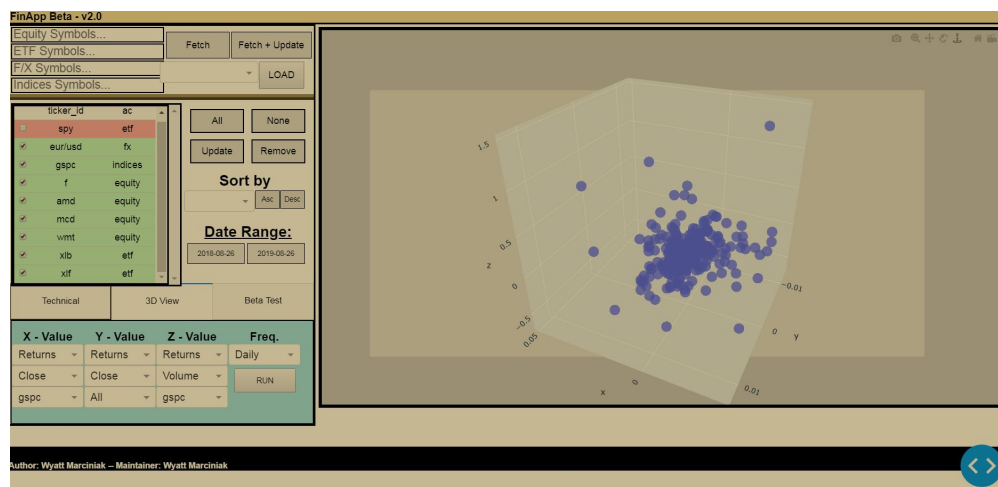 FinApp Beta - v2.0
Equity Symbols...
ETF Symbols...
F/X Symbols...
Indices Symbols...
Fetch
Fetch + Update
LOAD
ticker_id ac
spy etf
eur/usd fx
gspc indices
f equity
amd equity
mcd equity
wmt equity
xlb etf
xlf etf
All
None
Update
Remove
Sort by
Asc
Desc
Date Range:
2018-08-26
2019-08-26
Technical
3D View
Beta Test
X - Value Y - Value Z - Value Freq.
Returns Returns Returns Daily
Close Close Volume RUN
gspc All gspc
1.5
1
0.5
z
0
-0.5
0.05
x
0
0.01
−0.01
0
y
Author: Wyatt Marciniak -- Maintainer: Wyatt Marciniak